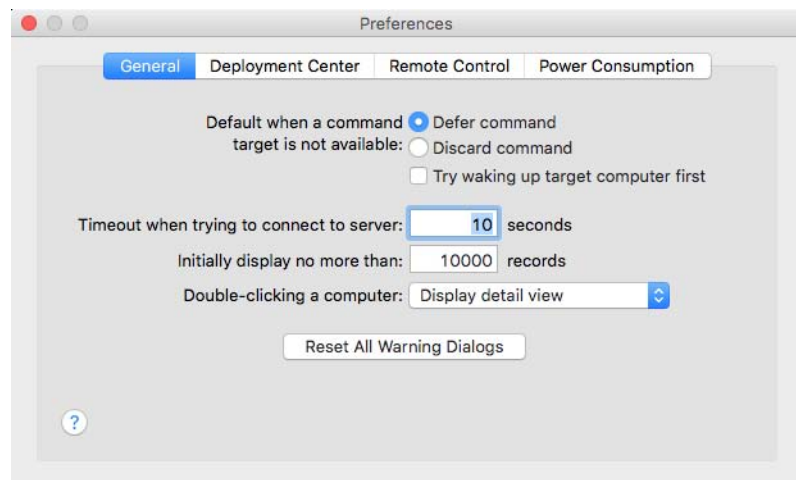 Preferences
General Deployment Center Remote Control Power Consumption
Default when a command Defer command
target is not available: Discard command
Try waking up target computer first
Timeout when trying to connect to server: 10 seconds
Initially display no more than: 10000 records
Double-clicking a computer: Display detail view
Reset All Warning Dialogs
?